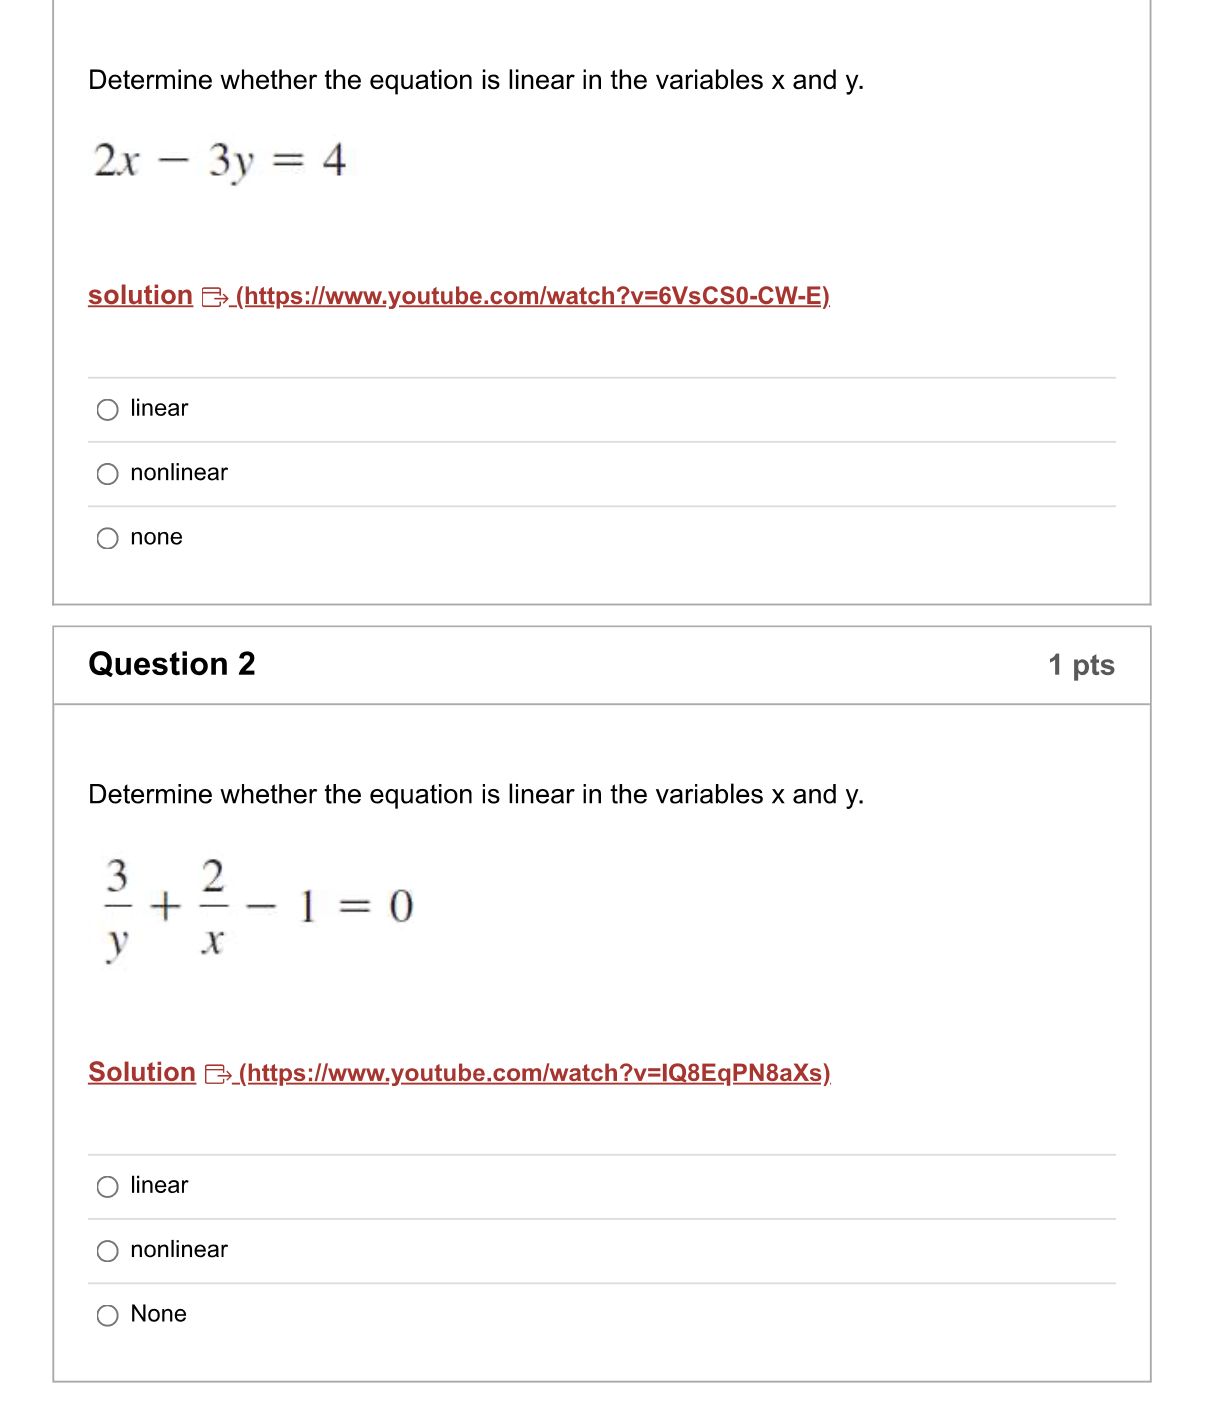 Determine whether the equation is linear in the variables x and y.
2x − 3y = 4
solution (https://www.youtube.com/watch?v=6VsCS0-CW-E)
linear
nonlinear
none
Question 2 1 pts
Determine whether the equation is linear in the variables x and y.
3/y + 2/x − 1 = 0
Solution (https://www.youtube.com/watch?v=IQ8EqPN8aXs)
linear
nonlinear
None